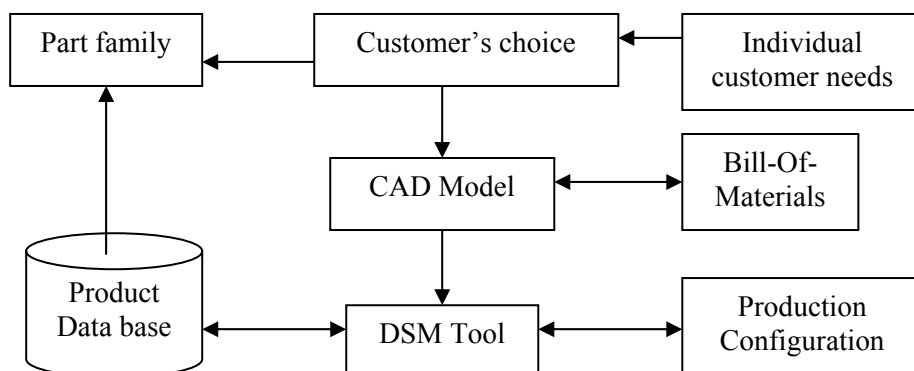 Part family
Customer’s choice
Individual
customer needs
CAD Model
Bill-Of-
Materials
Product
Data base
DSM Tool
Production
Configuration